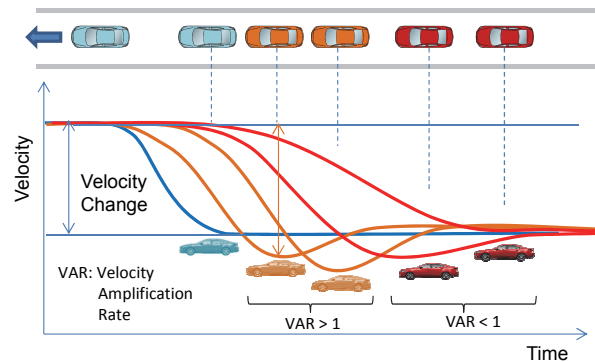 Velocity
Velocity
Change
VAR: Velocity
Amplification
Rate
VAR > 1
VAR < 1
Time